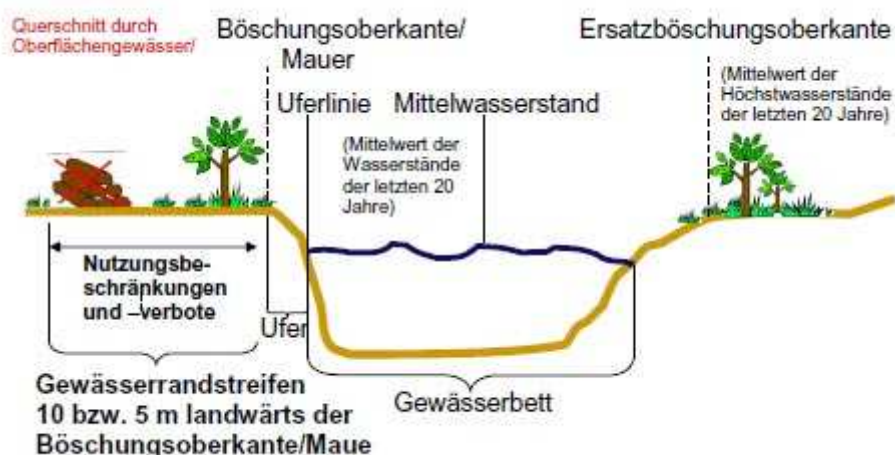 Querschnitt durch
Oberflächengewässer/
Böschungsoberkante/
Mauer
Ersatzböschungsoberkante
(Mittelwert der
Höchstwasserstände
der letzten 20 Jahre)
Uferlinie
Mittelwasserstand
(Mittelwert der
Wasserstände
der letzten 20
Jahre)
Nutzungsbe-
schränkungen
und –verbote
Ufer
Gewässerbett
Gewässerrandstreifen
10 bzw. 5 m landwärts der
Böschungsoberkante/Maue